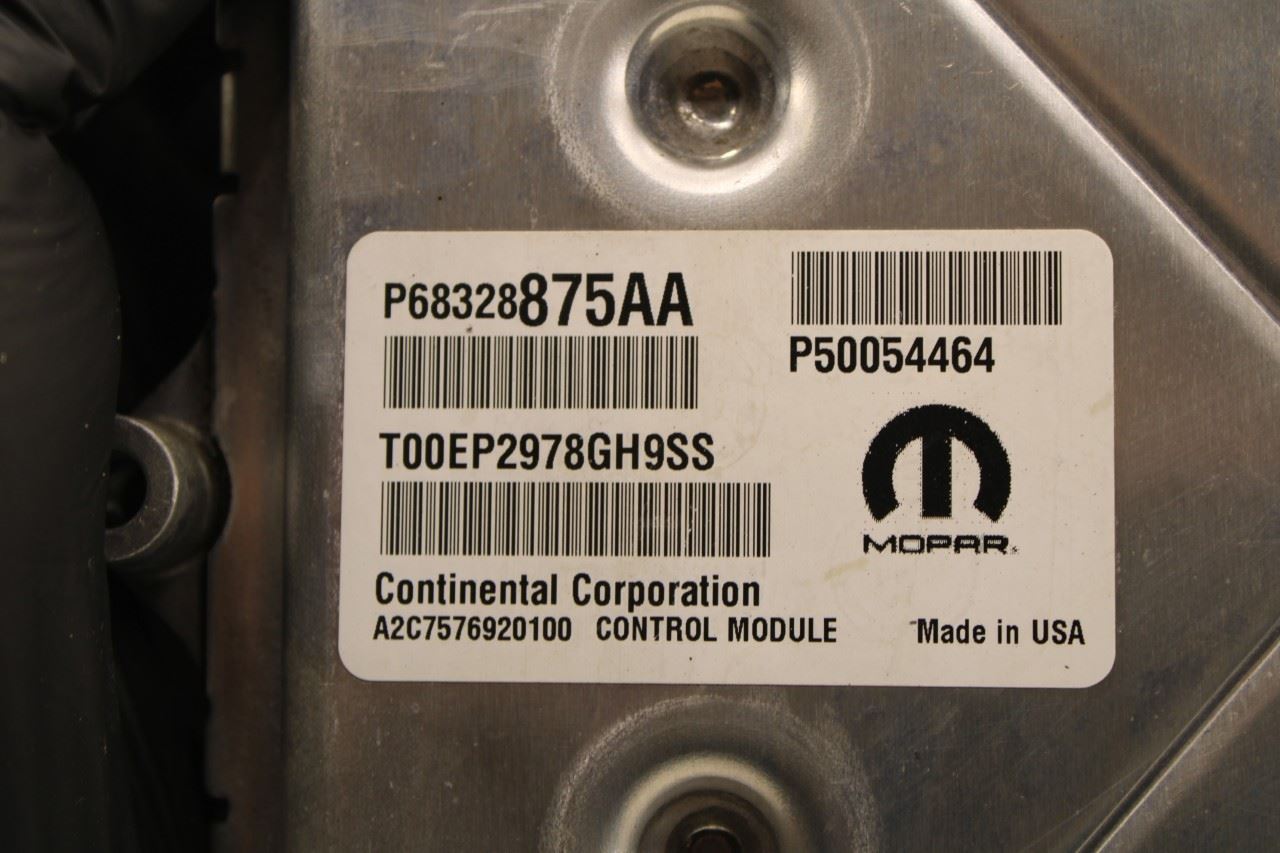 P68328875AA
P50054464
T00EP2978GH9SS
MOPAR
Continental Corporation
A2C7576920100 CONTROL MODULE Made in USA